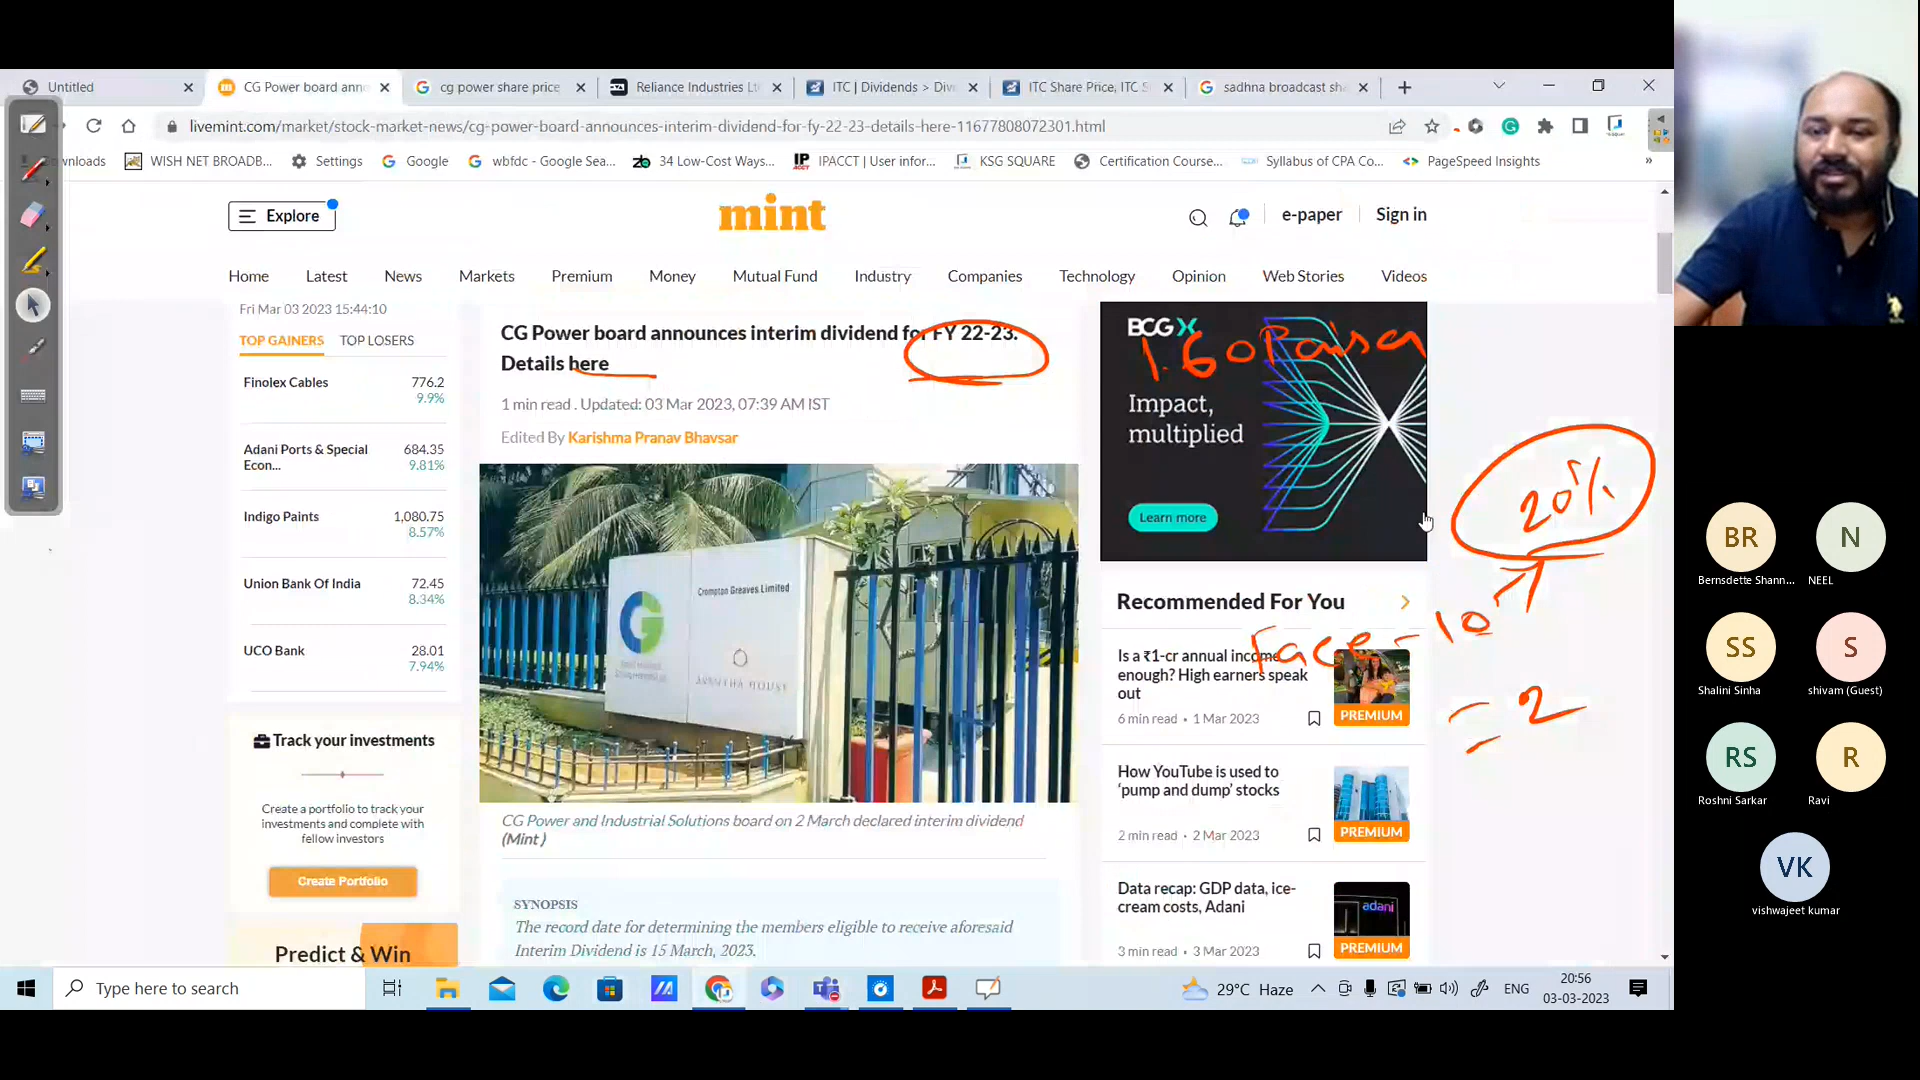 Untitled
CG Power board anno
cg power share price
Reliance Industries Lt
ITC | Dividends > Divi
ITC Share Price, ITC S
sadhna broadcast sha
livemint.com/market/stock-market-news/cg-power-board-announces-interim-dividend-for-fy-22-23-details-here-11677808072301.html
ownloads
WISH NET BROADB...
Settings
Google
wbfdc - Google Sea...
34 Low-Cost Ways...
IPACCT | User infor...
KSG SQUARE
Certification Course...
Syllabus of CPA Co...
PageSpeed Insights
»
Explore
mint
e-paper
Sign in
Home
Latest
News
Markets
Premium
Money
Mutual Fund
Industry
Companies
Technology
Opinion
Web Stories
Videos
Fri Mar 03 2023 15:44:10
TOP GAINERS
TOP LOSERS
Finolex Cables 776.2
9.9%
Adani Ports & Special 684.35
Econ... 9.81%
Indigo Paints 1,080.75
8.57%
Union Bank Of India 72.45
8.34%
UCO Bank 28.01
7.94%
Track your investments
Create a portfolio to track your
investments and complete with
fellow investors
Create Portfolio
Predict & Win
CG Power board announces interim dividend for FY 22-23.
Details here
1 min read . Updated: 03 Mar 2023, 07:39 AM IST
Edited By Karishma Pranav Bhavsar
Crompton Greaves Limited
AVANTHA HOUSE
CG Power and Industrial Solutions board on 2 March declared interim dividend
(Mint )
SYNOPSIS
The record date for determining the members eligible to receive aforesaid
Interim Dividend is 15 March, 2023.
BCG X
1.60 Paisa
Impact,
multiplied
Learn more
20%
Recommended For You
Face - 10
= 2
Is a ₹1-cr annual income
enough? High earners speak
out
6 min read • 1 Mar 2023
PREMIUM
How YouTube is used to
‘pump and dump’ stocks
2 min read • 2 Mar 2023
PREMIUM
Data recap: GDP data, ice-
cream costs, Adani
adani
3 min read • 3 Mar 2023
PREMIUM
BR
Bernsdette Shann...
N
NEEL
SS
Shalini Sinha
S
shivam (Guest)
RS
Roshni Sarkar
R
Ravi
VK
vishwajeet kumar
Type here to search
29°C Haze
ENG
20:56
03-03-2023